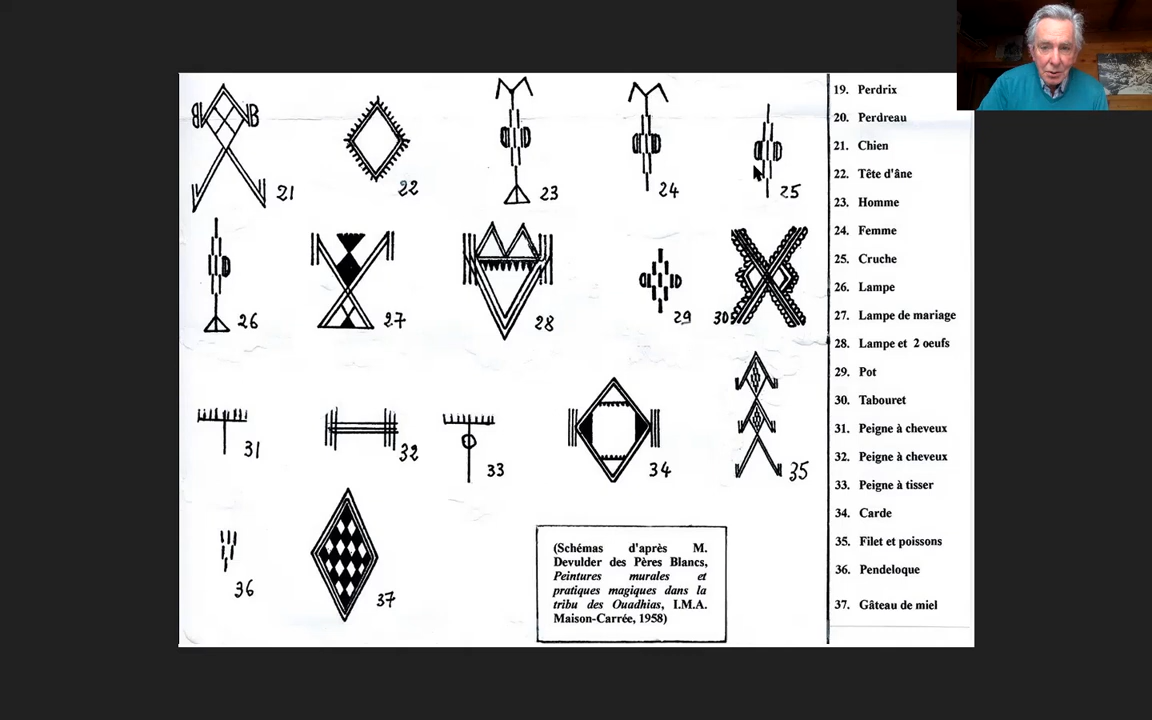 21
22
23
24
25
26
27
28
29
30
31
32
33
34
35
36
37
(Schémas d'après M.
Devulder des Pères Blancs,
Peintures murales et
pratiques magiques dans la
tribu des Ouadhias, I.M.A.
Maison-Carrée, 1958)
19. Perdrix
20. Perdreau
21. Chien
22. Tête d'âne
23. Homme
24. Femme
25. Cruche
26. Lampe
27. Lampe de mariage
28. Lampe et 2 oeufs
29. Pot
30. Tabouret
31. Peigne à cheveux
32. Peigne à cheveux
33. Peigne à tisser
34. Carde
35. Filet et poissons
36. Pendeloque
37. Gâteau de miel